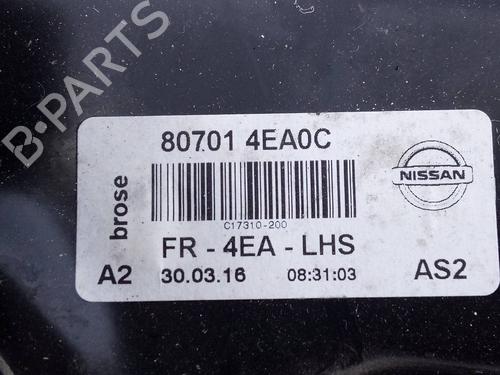 B-PARTS
80701 4EA0C
brose
C17310-200
NISSAN
FR - 4EA - LHS
A2 30.03.16 08:31:03 AS2